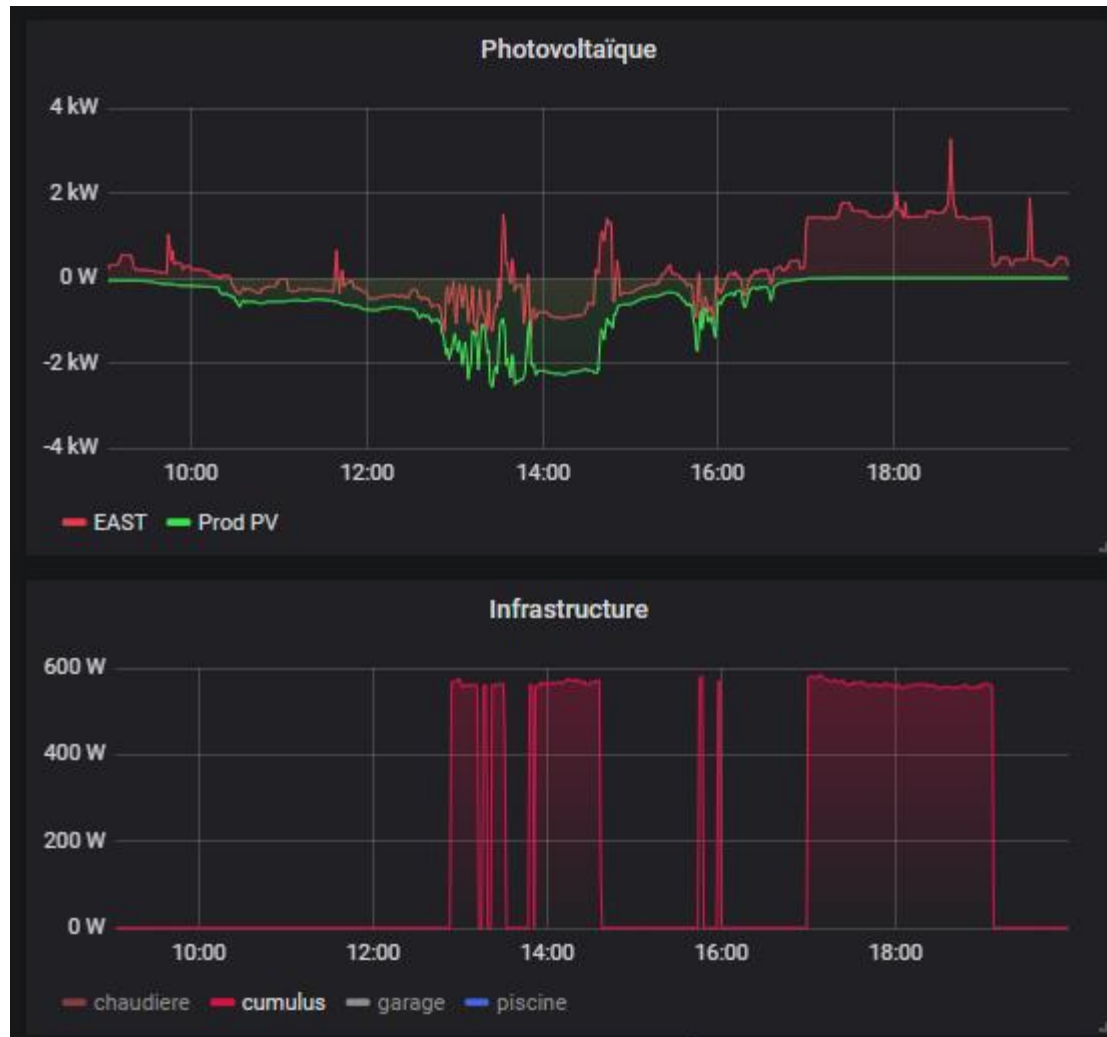 Photovoltaïque
4 kW
2 kW
0 W
-2 kW
-4 kW
10:00 12:00 14:00 16:00 18:00
EAST Prod PV
Infrastructure
600 W
400 W
200 W
0 W
10:00 12:00 14:00 16:00 18:00
chaudiere cumulus garage piscine